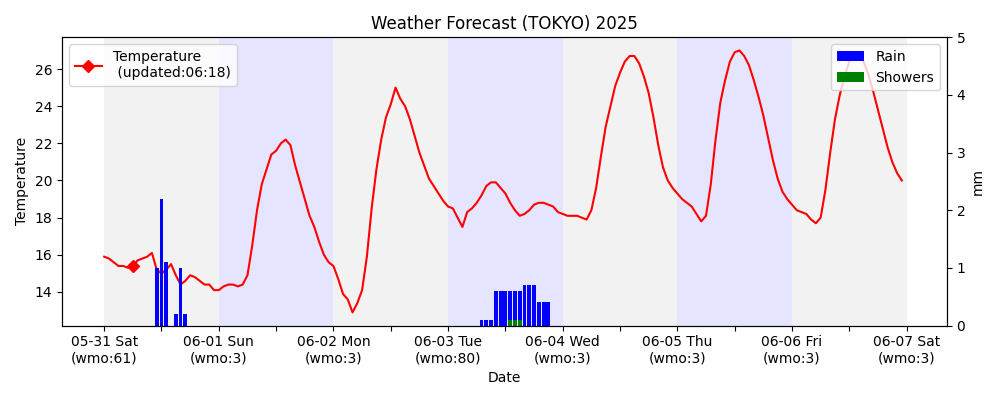 Weather Forecast (TOKYO) 2025
Temperature
(updated:06:18)
Rain
Showers
Temperature
26
24
22
20
18
16
14
5
4
3
2
1
0
mm
05-31 Sat
(wmo:61)
06-01 Sun
(wmo:3)
06-02 Mon
(wmo:3)
06-03 Tue
(wmo:80)
06-04 Wed
(wmo:3)
06-05 Thu
(wmo:3)
06-06 Fri
(wmo:3)
06-07 Sat
(wmo:3)
Date